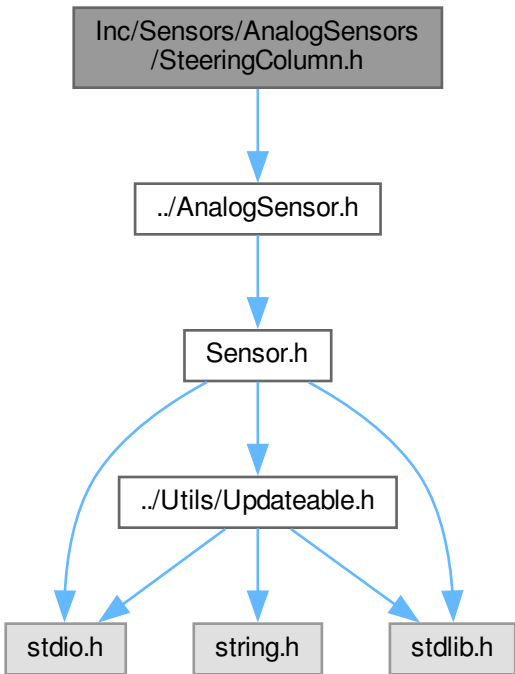 Inc/Sensors/AnalogSensors
/SteeringColumn.h
../AnalogSensor.h
Sensor.h
../Utils/Updateable.h
stdio.h
string.h
stdlib.h